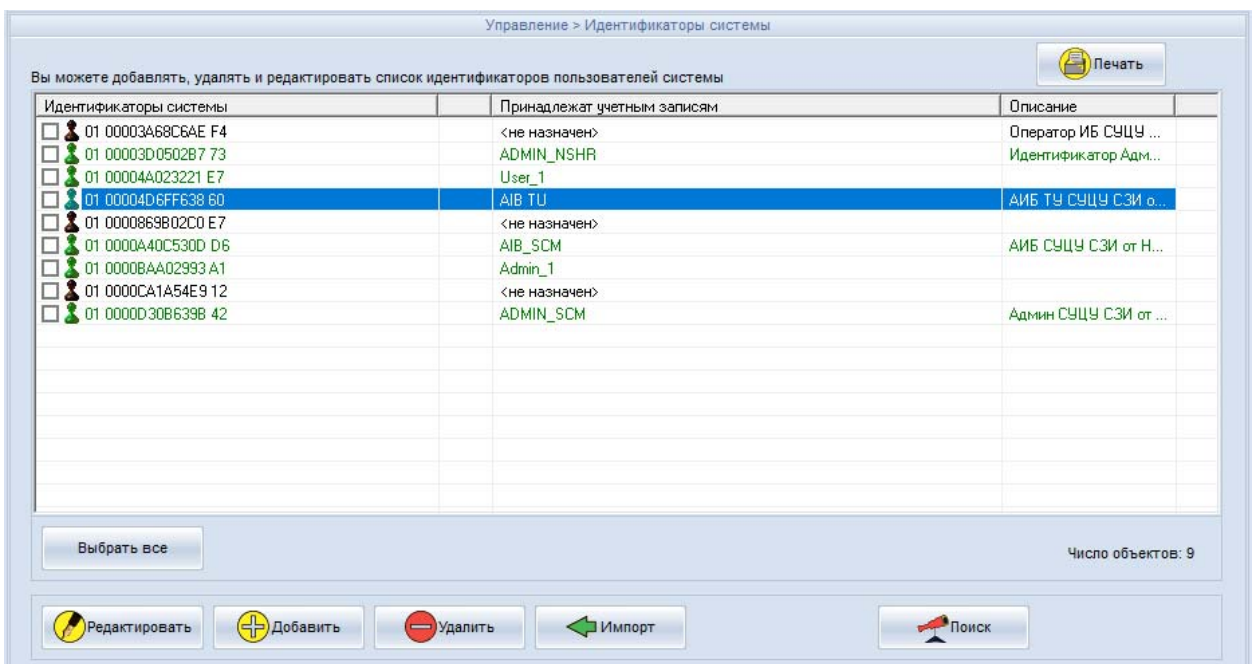 Управление > Идентификаторы системы
Печать
Вы можете добавлять, удалять и редактировать список идентификаторов пользователей системы
Идентификаторы системы Принадлежат учетным записям Описание
01 00003A68C6AE F4 <не назначен> Оператор ИБ СУЦУ ...
01 00003D0502B7 73 ADMIN_NSHR Идентификатор Адм...
01 00004A023221 E7 User_1
01 00004D6FF638 60 AIB TU АИБ ТУ СУЦУ СЗИ о...
01 0000869B02C0 E7 <не назначен>
01 0000A40C530D D6 AIB_SCM АИБ СУЦУ СЗИ от Н...
01 0000BAA02993 A1 Admin_1
01 0000CA1A54E9 12 <не назначен>
01 0000D30B639B 42 ADMIN_SCM Админ СУЦУ СЗИ от ...
Выбрать все Число объектов: 9
Редактировать Добавить Удалить Импорт Поиск